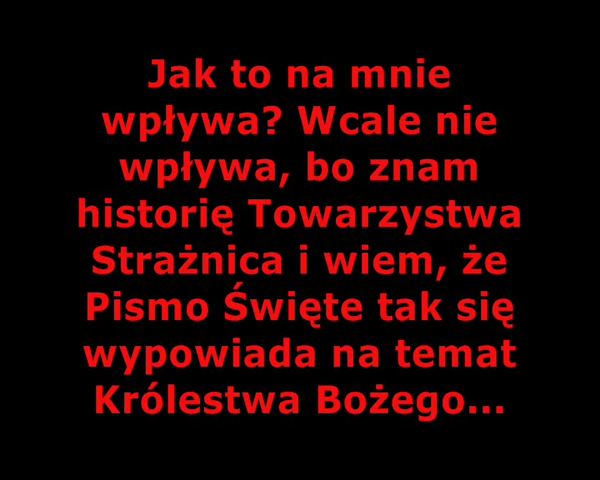 Jak to na mnie
wpływa? Wcale nie
wpływa, bo znam
historię Towarzystwa
Strażnica i wiem, że
Pismo Święte tak się
wypowiada na temat
Królestwa Bożego...